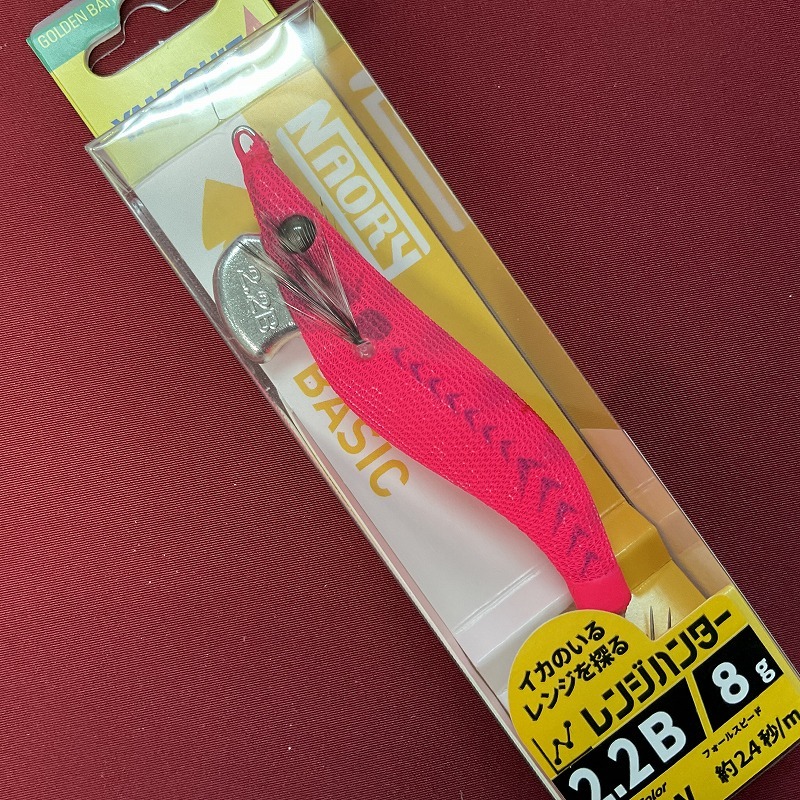 GOLDEN BAIT
YAMASHITA
NAORY
2.2B
BASIC
イカのいる
レンジを探る
レンジハンター
2.2B/8g
フォールスピード
約2.4秒/m
Color